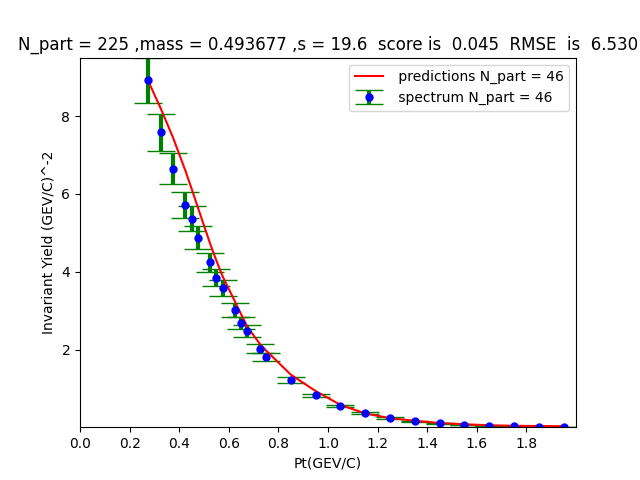 N_part = 225 ,mass = 0.493677 ,s = 19.6  score is  0.045  RMSE  is  6.530
predictions N_part = 46
spectrum N_part = 46
Invariant Yield (GEV/C)^-2
8
6
4
2
0.0 0.2 0.4 0.6 0.8 1.0 1.2 1.4 1.6 1.8
Pt(GEV/C)